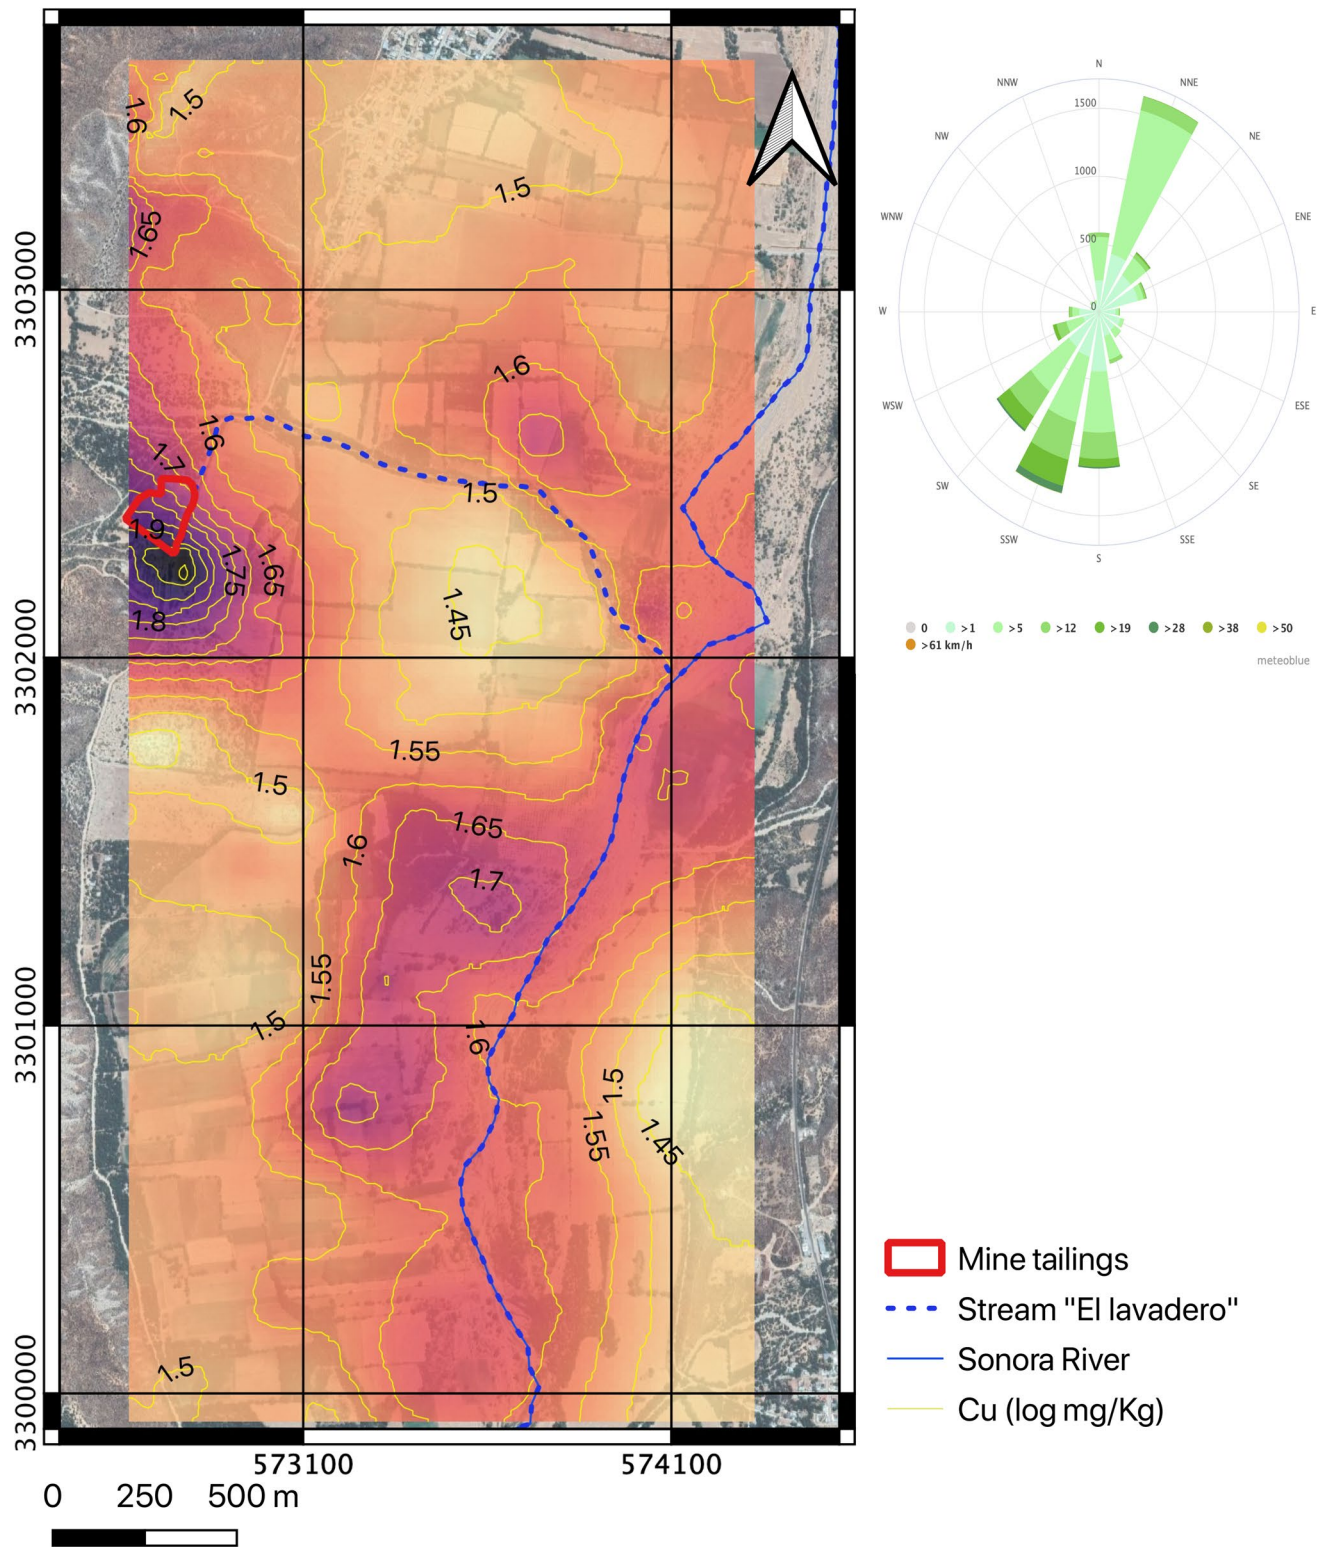 N
NNW
NNE
1500
NW
NE
1.5
1.6
1000
1.5
WNW
ENE
1.65
500
3303000
0
W
E
1.6
WSW
ESE
1.6
1.7
SW
SE
1.5
1.9
SSW
SSE
S
1.75
1.65
1.45
1.8
3302000
0 >1 >5 >12 >19 >28 >38 >50
>61 km/h
meteoblue
1.55
1.5
1.65
1.6
1.7
1.55
3301000
1.5
1.6
1.5
1.55
1.45
Mine tailings
Stream "El lavadero"
Sonora River
1.5
3300000
Cu (log mg/Kg)
573100
574100
0 250 500 m